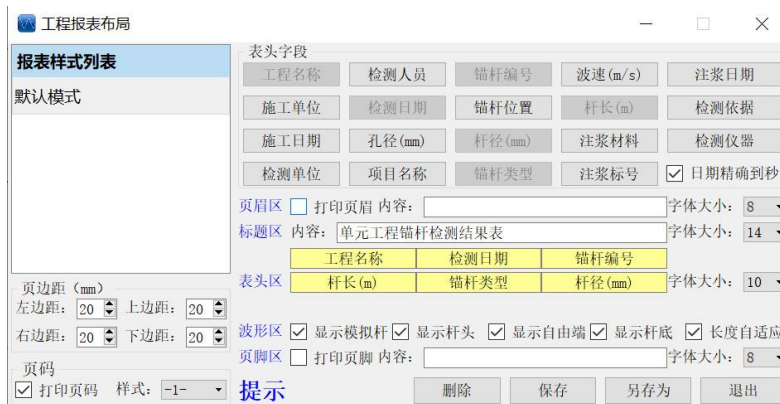 工程报表布局
报表样式列表
默认模式
页边距（mm）
左边距： 20 上边距： 20
右边距： 20 下边距： 20
页码
打印页码 样式： -1-
表头字段
工程名称 检测人员 锚杆编号 波速(m/s) 注浆日期
施工单位 检测日期 锚杆位置 杆长(m) 检测依据
施工日期 孔径(mm) 杆径(mm) 注浆材料 检测仪器
检测单位 项目名称 锚杆类型 注浆标号 日期精确到秒
页眉区 打印页眉 内容： 字体大小： 8
标题区 内容： 单元工程锚杆检测结果表 字体大小： 14
工程名称 检测日期 锚杆编号
表头区 杆长(m) 锚杆类型 杆径(mm) 字体大小： 10
波形区 显示模拟杆 显示杆头 显示自由端 显示杆底 长度自适应
页脚区 打印页脚 内容： 字体大小： 8
提示 删除 保存 另存为 退出